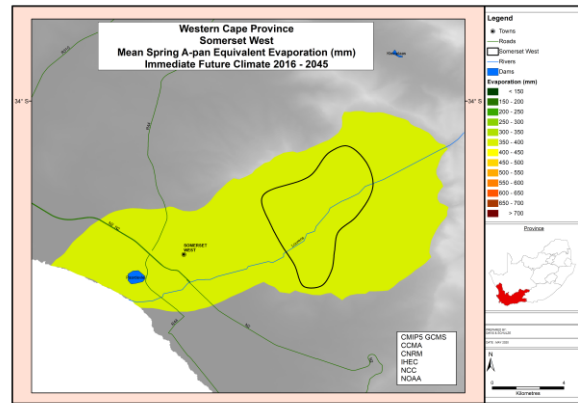 Western Cape Province
Somerset West
Mean Spring A-pan Equivalent Evaporation (mm)
Immediate Future Climate 2016 - 2045
34° S
34° S
SOMERSET
WEST
CMIP5 GCMS
CCMA
CNRM
IHEC
NCC
NOAA
Legend
Towns
Roads
Somerset West
Rivers
Dams
Evaporation (mm)
< 150
150 - 200
200 - 250
250 - 300
300 - 350
350 - 400
400 - 450
450 - 500
500 - 550
550 - 600
600 - 650
650 - 700
> 700
Province
N
Kilometres